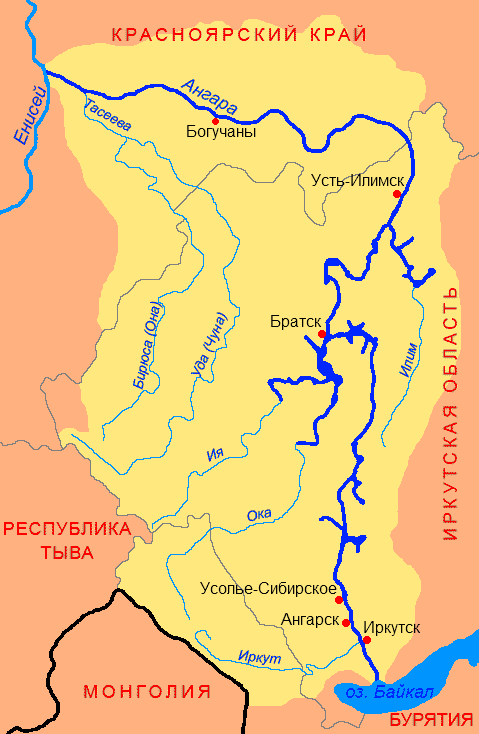 КРАСНОЯРСКИЙ КРАЙ
Енисей
Ангара
Тасеева
Богучаны
Усть-Илимск
Братск
Бирюса (Она)
Уда (Чуна)
Илим
ИРКУТСКАЯ ОБЛАСТЬ
Ия
Ока
РЕСПУБЛИКА
ТЫВА
Усолье-Сибирское
Ангарск
Иркутск
Иркут
МОНГОЛИЯ
оз. Байкал
БУРЯТИЯ